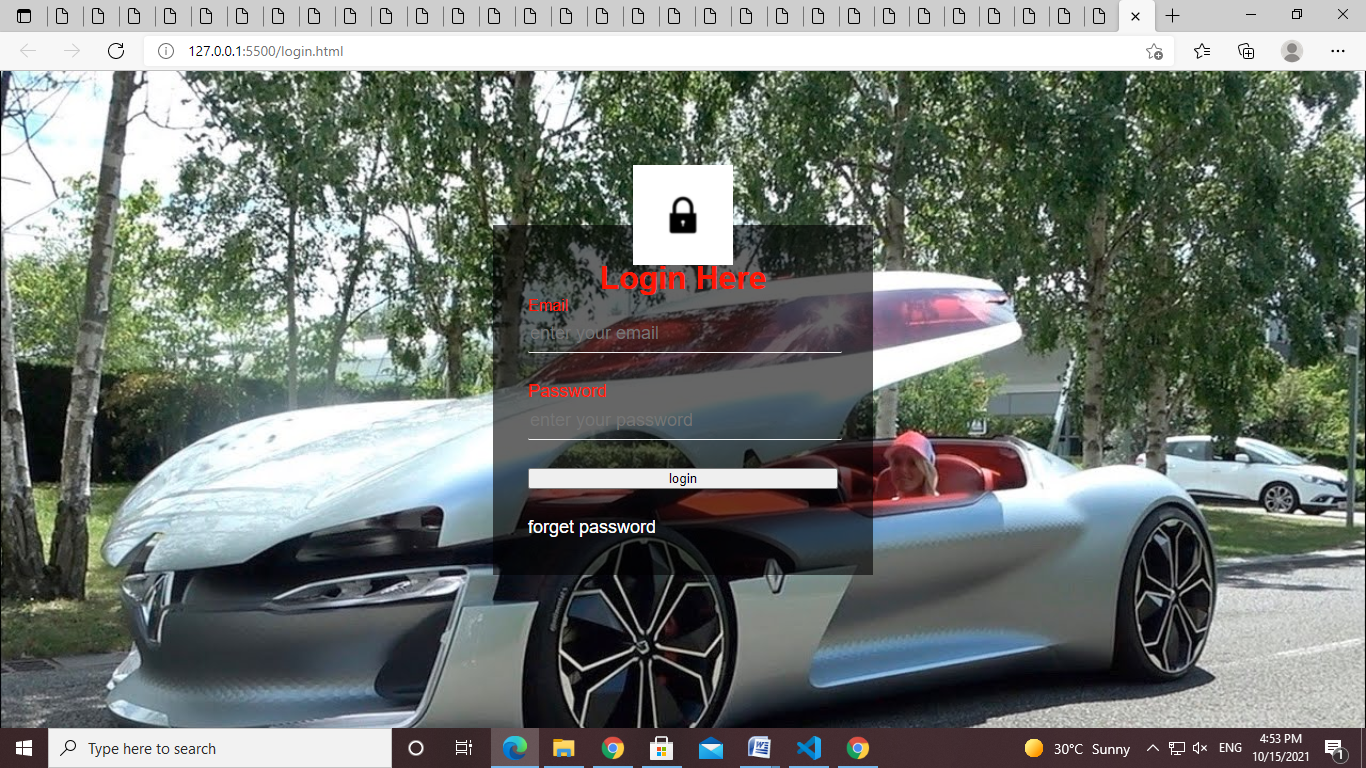 127.0.0.1:5500/login.html
Login Here
Email
enter your email
Password
enter your password
login
forget password
Type here to search
30°C Sunny
ENG
4:53 PM
10/15/2021
1